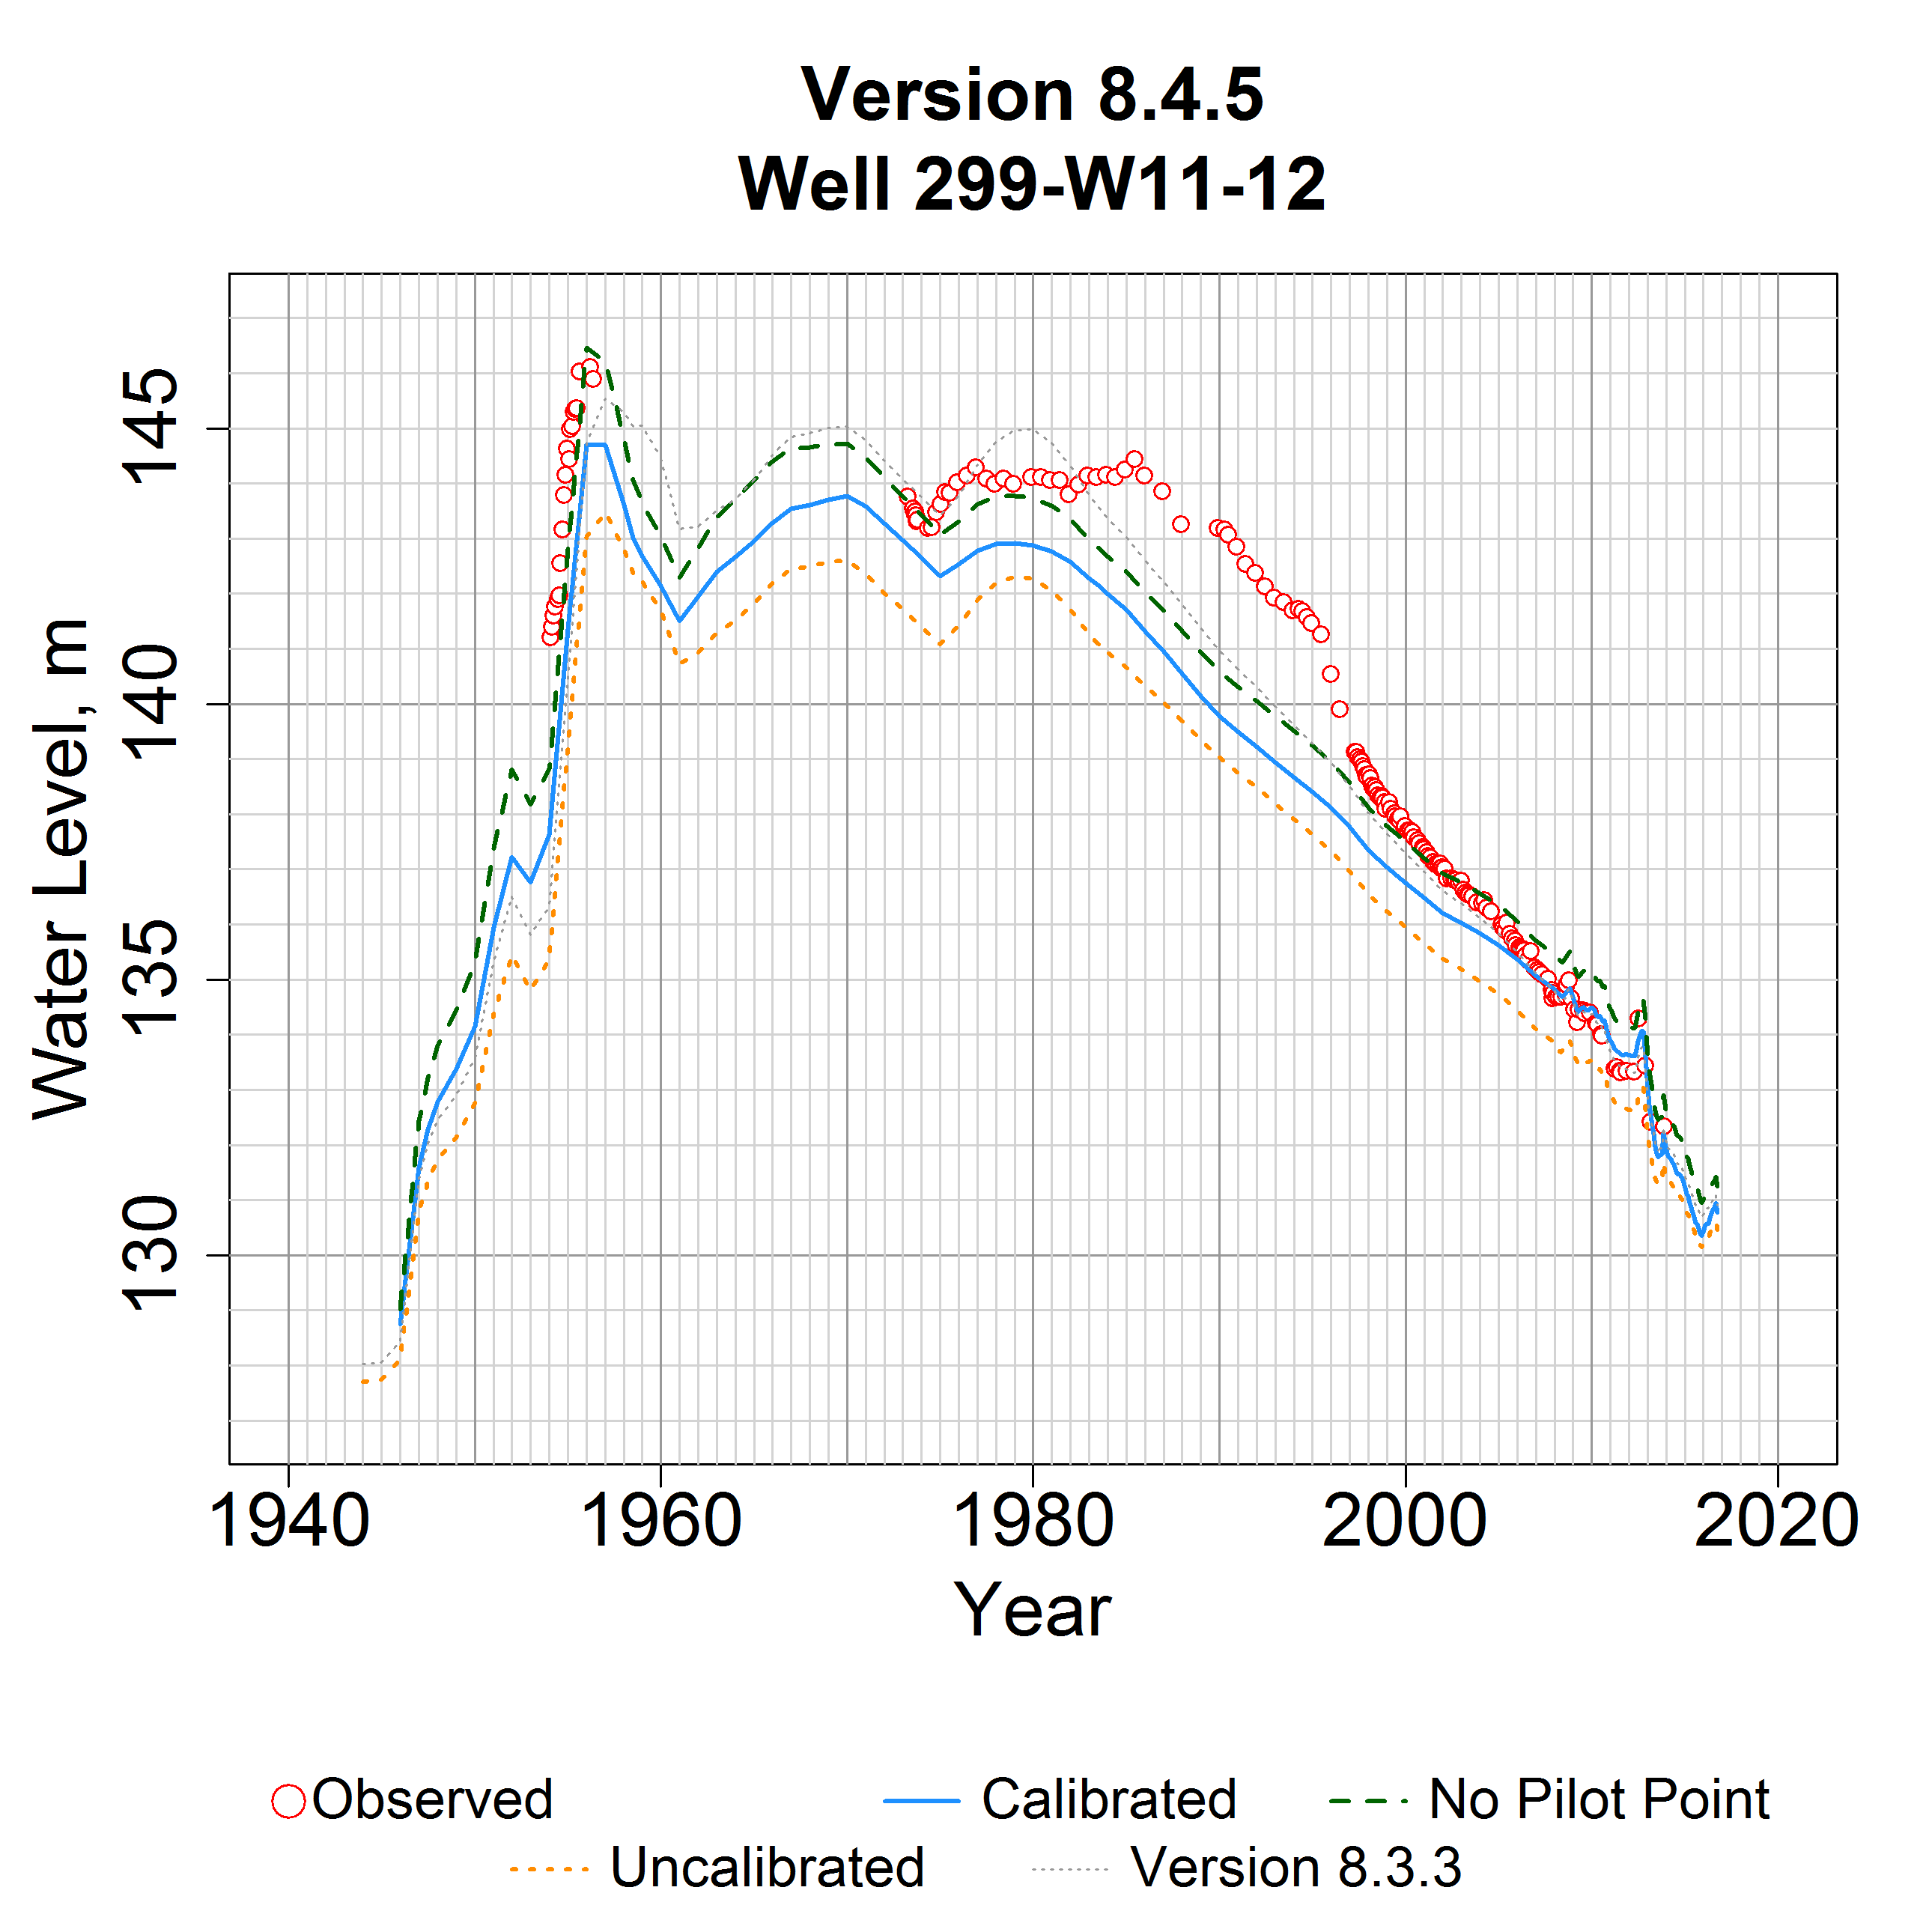 Version 8.4.5
Well 299-W11-12
Water Level, m
145
140
135
130
1940 1960 1980 2000 2020
Year
Observed Calibrated No Pilot Point
Uncalibrated Version 8.3.3